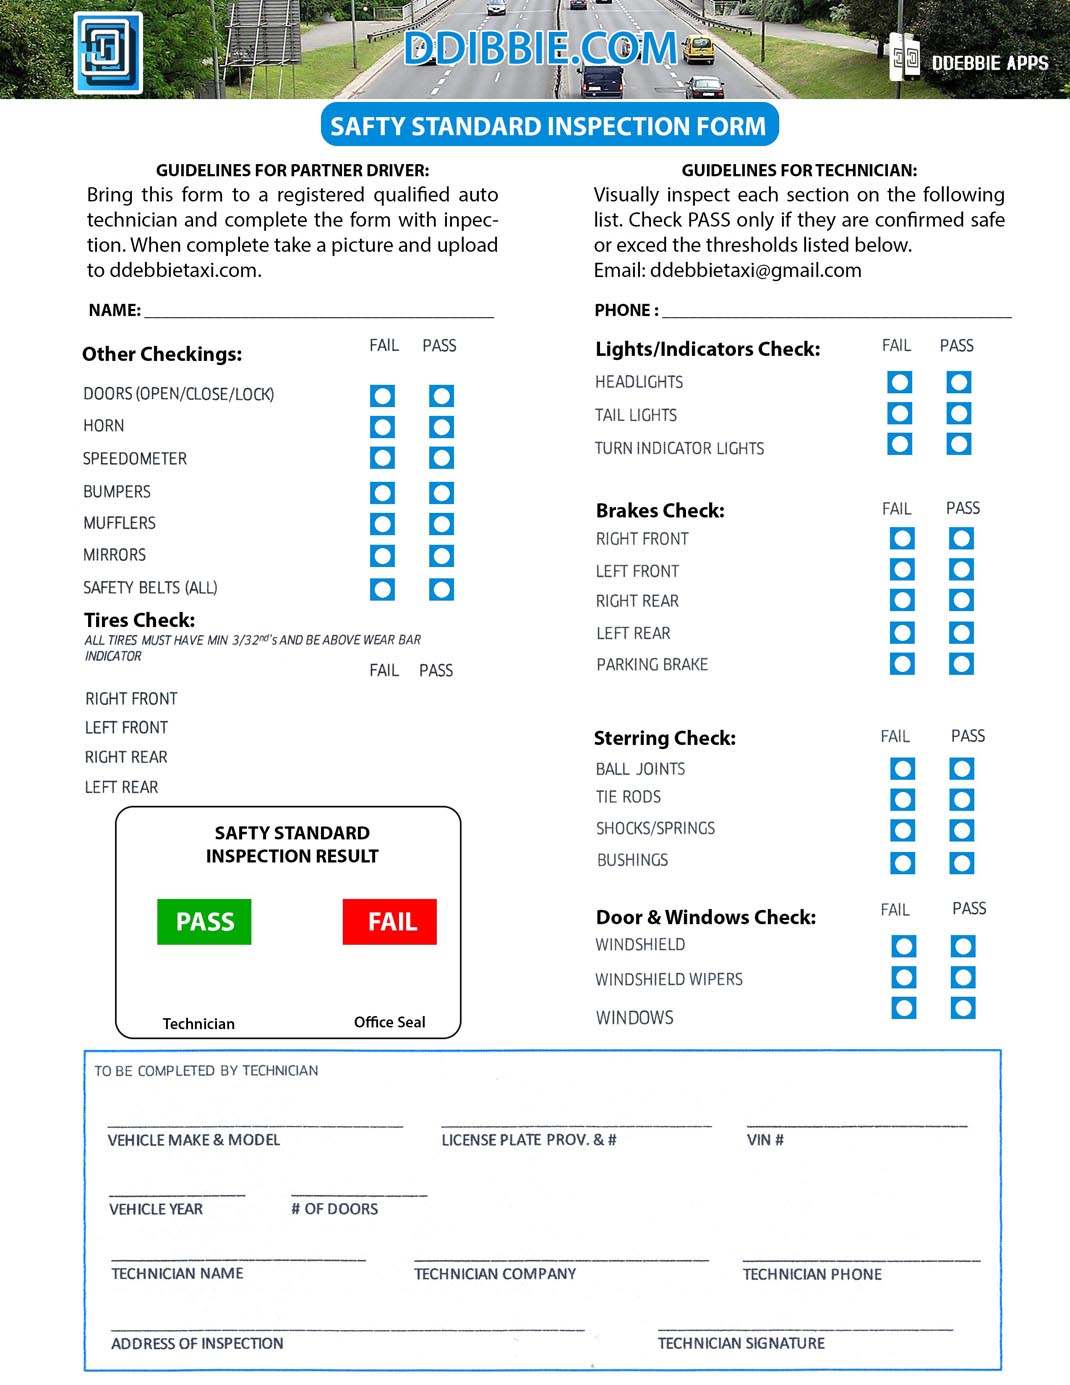 DDIBBIE.COM
DDEBBIE APPS
SAFTY STANDARD INSPECTION FORM
GUIDELINES FOR PARTNER DRIVER:
Bring this form to a registered qualified auto
technician and complete the form with inpec-
tion. When complete take a picture and upload
to ddebbietaxi.com.
GUIDELINES FOR TECHNICIAN:
Visually inspect each section on the following
list. Check PASS only if they are confirmed safe
or exced the thresholds listed below.
Email: ddebbietaxi@gmail.com
NAME:
PHONE :
Other Checkings: FAIL PASS
DOORS (OPEN/CLOSE/LOCK)
HORN
SPEEDOMETER
BUMPERS
MUFFLERS
MIRRORS
SAFETY BELTS (ALL)
Tires Check:
ALL TIRES MUST HAVE MIN 3/32nd's AND BE ABOVE WEAR BAR
INDICATOR
FAIL PASS
RIGHT FRONT
LEFT FRONT
RIGHT REAR
LEFT REAR
SAFTY STANDARD
INSPECTION RESULT
PASS FAIL
Technician Office Seal
Lights/Indicators Check: FAIL PASS
HEADLIGHTS
TAIL LIGHTS
TURN INDICATOR LIGHTS
Brakes Check: FAIL PASS
RIGHT FRONT
LEFT FRONT
RIGHT REAR
LEFT REAR
PARKING BRAKE
Sterring Check: FAIL PASS
BALL JOINTS
TIE RODS
SHOCKS/SPRINGS
BUSHINGS
Door & Windows Check: FAIL PASS
WINDSHIELD
WINDSHIELD WIPERS
WINDOWS
TO BE COMPLETED BY TECHNICIAN
VEHICLE MAKE & MODEL LICENSE PLATE PROV. & # VIN #
VEHICLE YEAR # OF DOORS
TECHNICIAN NAME TECHNICIAN COMPANY TECHNICIAN PHONE
ADDRESS OF INSPECTION TECHNICIAN SIGNATURE